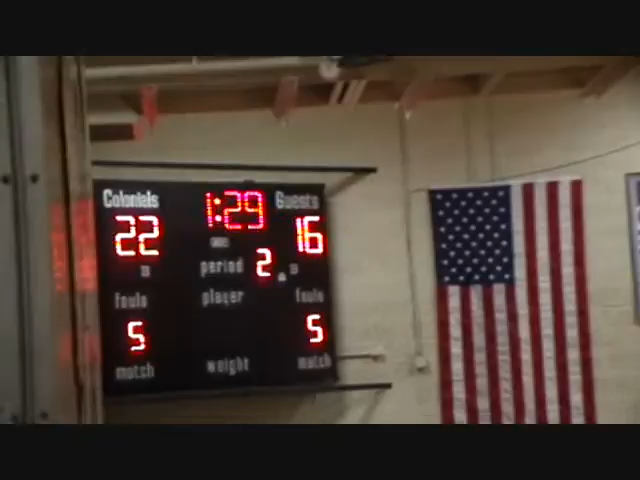 Colonials 1:29 Guests
22 16
period 2
fouls player fouls
5 5
match weight match